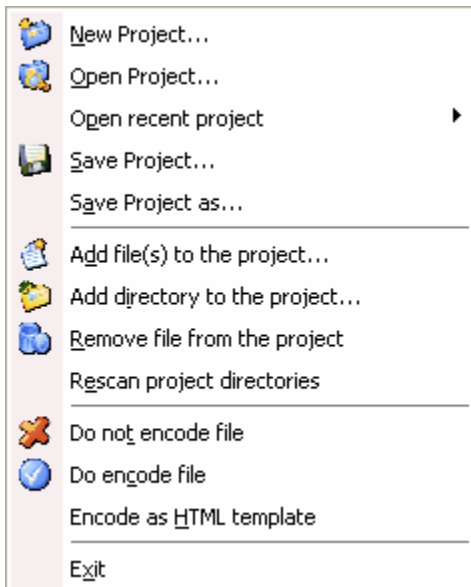 New Project...
Open Project...
Open recent project
Save Project...
Save Project as...
Add file(s) to the project...
Add directory to the project...
Remove file from the project
Rescan project directories
Do not encode file
Do encode file
Encode as HTML template
Exit